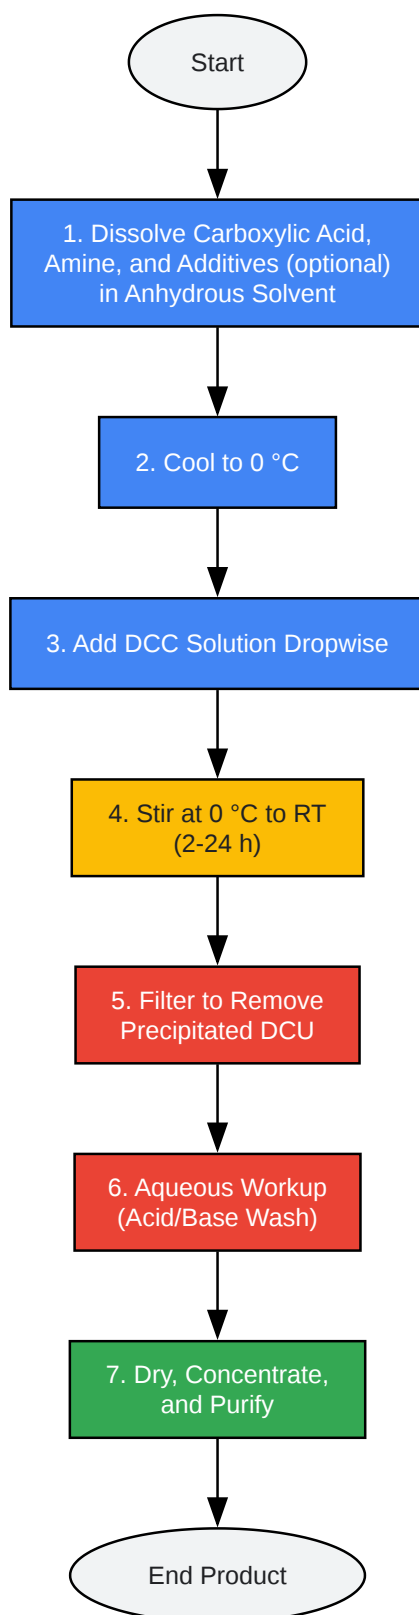 Start
1. Dissolve Carboxylic Acid,
Amine, and Additives (optional)
in Anhydrous Solvent
2. Cool to 0 °C
3. Add DCC Solution Dropwise
4. Stir at 0 °C to RT
(2-24 h)
5. Filter to Remove
Precipitated DCU
6. Aqueous Workup
(Acid/Base Wash)
7. Dry, Concentrate,
and Purify
End Product